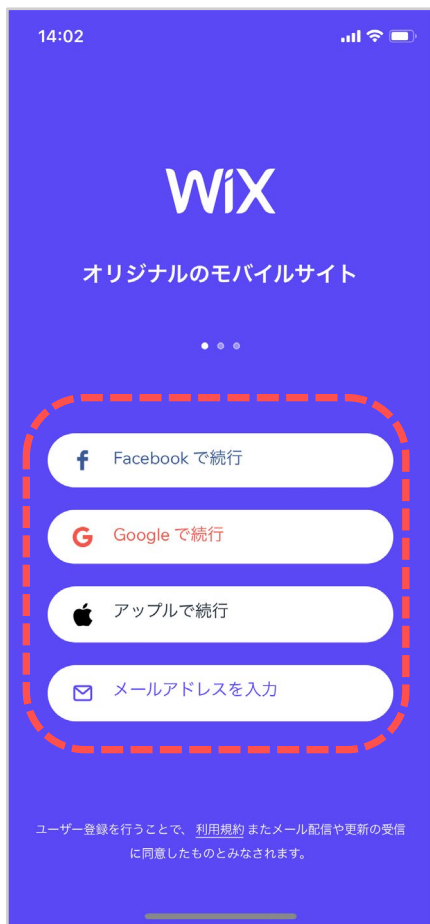 14:02
WiX
オリジナルのモバイルサイト
Facebook で続行
Google で続行
アップルで続行
メールアドレスを入力
ユーザー登録を行うことで、 利用規約 またメール配信や更新の受信
に同意したものとみなされます。